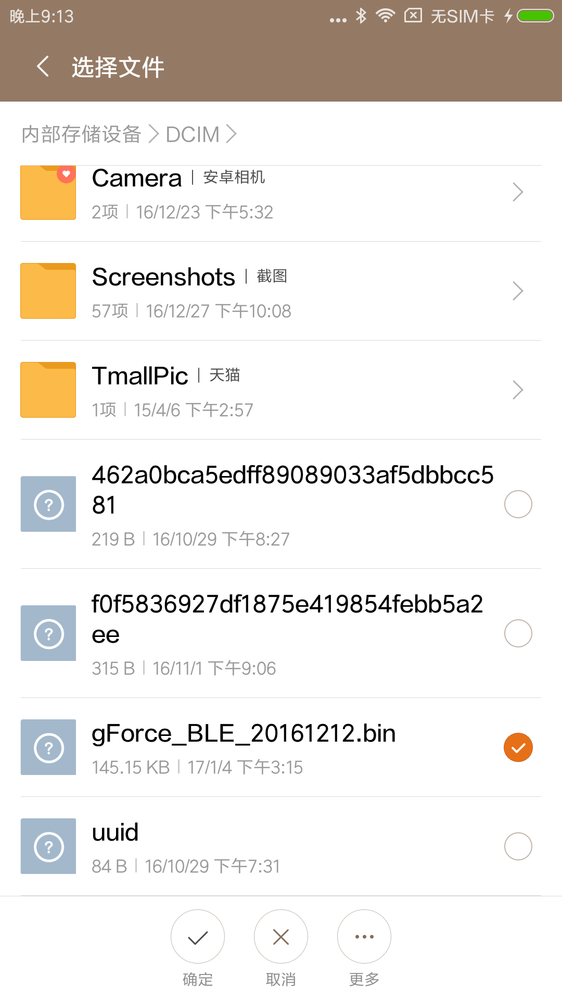 晚上9:13
无SIM卡
选择文件
内部存储设备 DCIM
Camera | 安卓相机
2项 | 16/12/23 下午5:32
Screenshots | 截图
57项 | 16/12/27 下午10:08
TmallPic | 天猫
1项 | 15/4/6 下午2:57
462a0bca5edff89089033af5dbbcc5
81
219 B | 16/10/29 下午8:27
f0f5836927df1875e419854febb5a2
ee
315 B | 16/11/1 下午9:06
gForce_BLE_20161212.bin
145.15 KB | 17/1/4 下午3:15
uuid
84 B | 16/10/29 下午7:31
确定 取消 更多